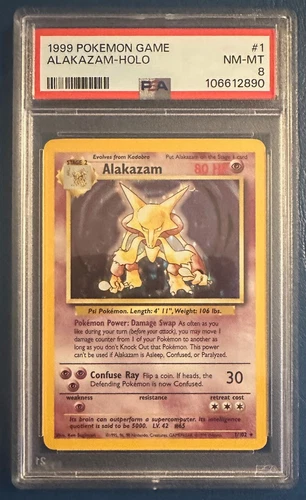 1999 POKEMON GAME #1
ALAKAZAM-HOLO NM-MT
8
PSA 106612890
STAGE 2 Evolves from Kadabra Put Alakazam on the Stage 1 card
Alakazam 80 HP
Psi Pokémon. Length: 4' 11", Weight: 106 lbs.
Pokémon Power: Damage Swap As often as you
like during your turn (before your attack), you may move 1
damage counter from 1 of your Pokémon to another as
long as you don't Knock Out that Pokémon. This power
can't be used if Alakazam is Asleep, Confused, or Paralyzed.
Confuse Ray Flip a coin. If heads, the
Defending Pokémon is now Confused. 30
weakness resistance retreat cost
Its brain can outperform a supercomputer. Its intelligence
quotient is said to be 5000. LV. 42 #65
1/102